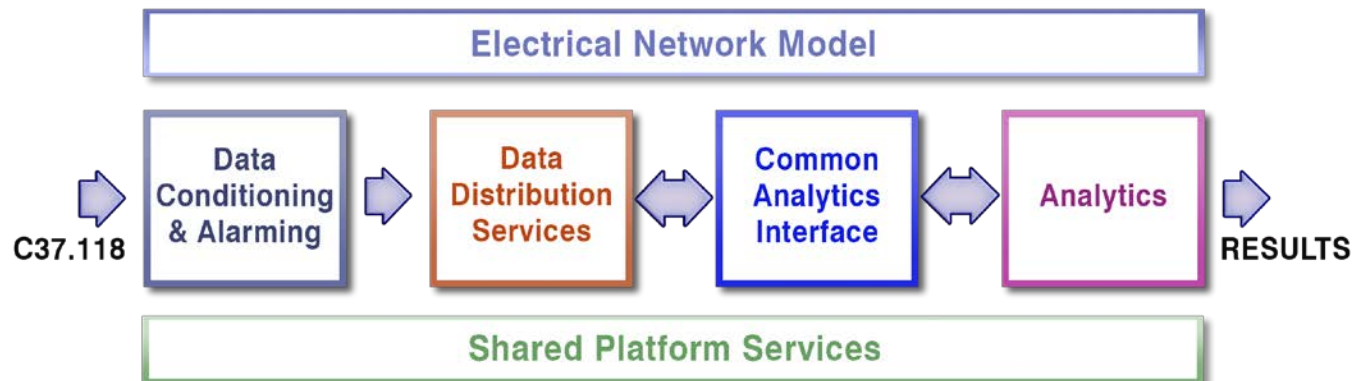 Electrical Network Model
Data
Conditioning
& Alarming
Data
Distribution
Services
Common
Analytics
Interface
Analytics
C37.118
RESULTS
Shared Platform Services